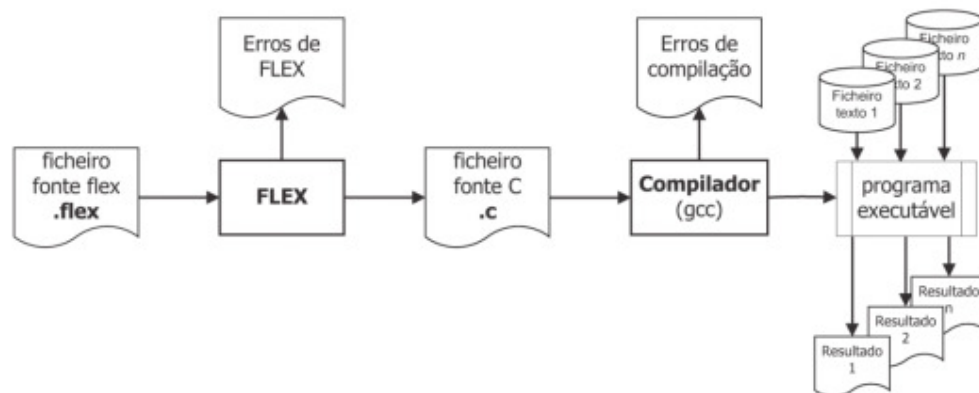 Erros de
FLEX
Erros de
compilação
Ficheiro
texto n
Ficheiro
texto 2
Ficheiro
texto 1
ficheiro
fonte flex
.flex
FLEX
ficheiro
fonte C
.c
Compilador
(gcc)
programa
executável
Resultado
n
Resultado
2
Resultado
1